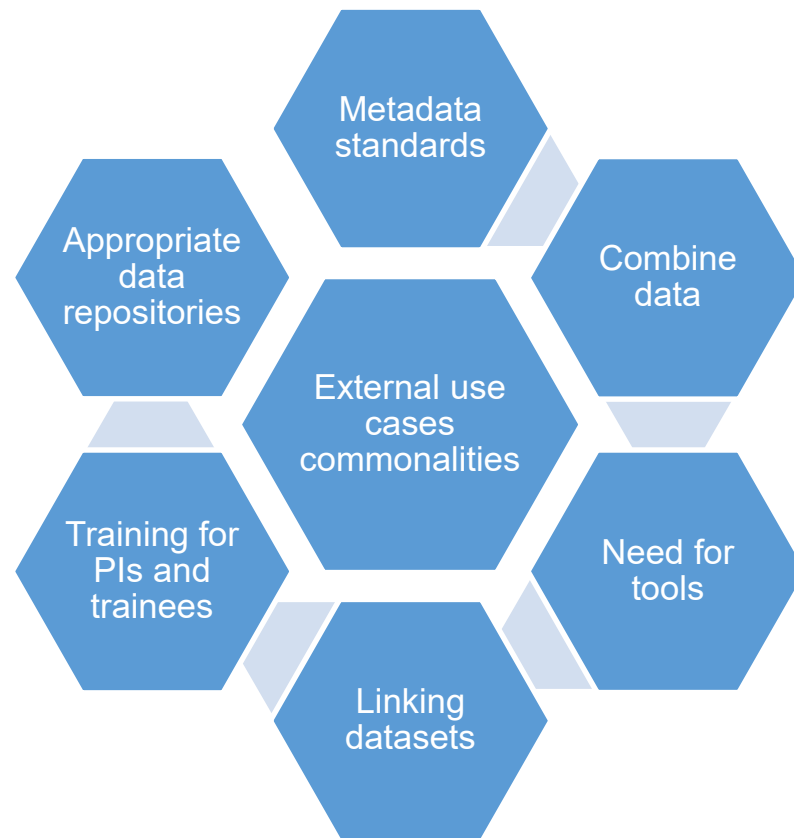 Metadata
standards
Appropriate
data
repositories
Combine
data
External use
cases
commonalities
Training for
PIs and
trainees
Need for
tools
Linking
datasets